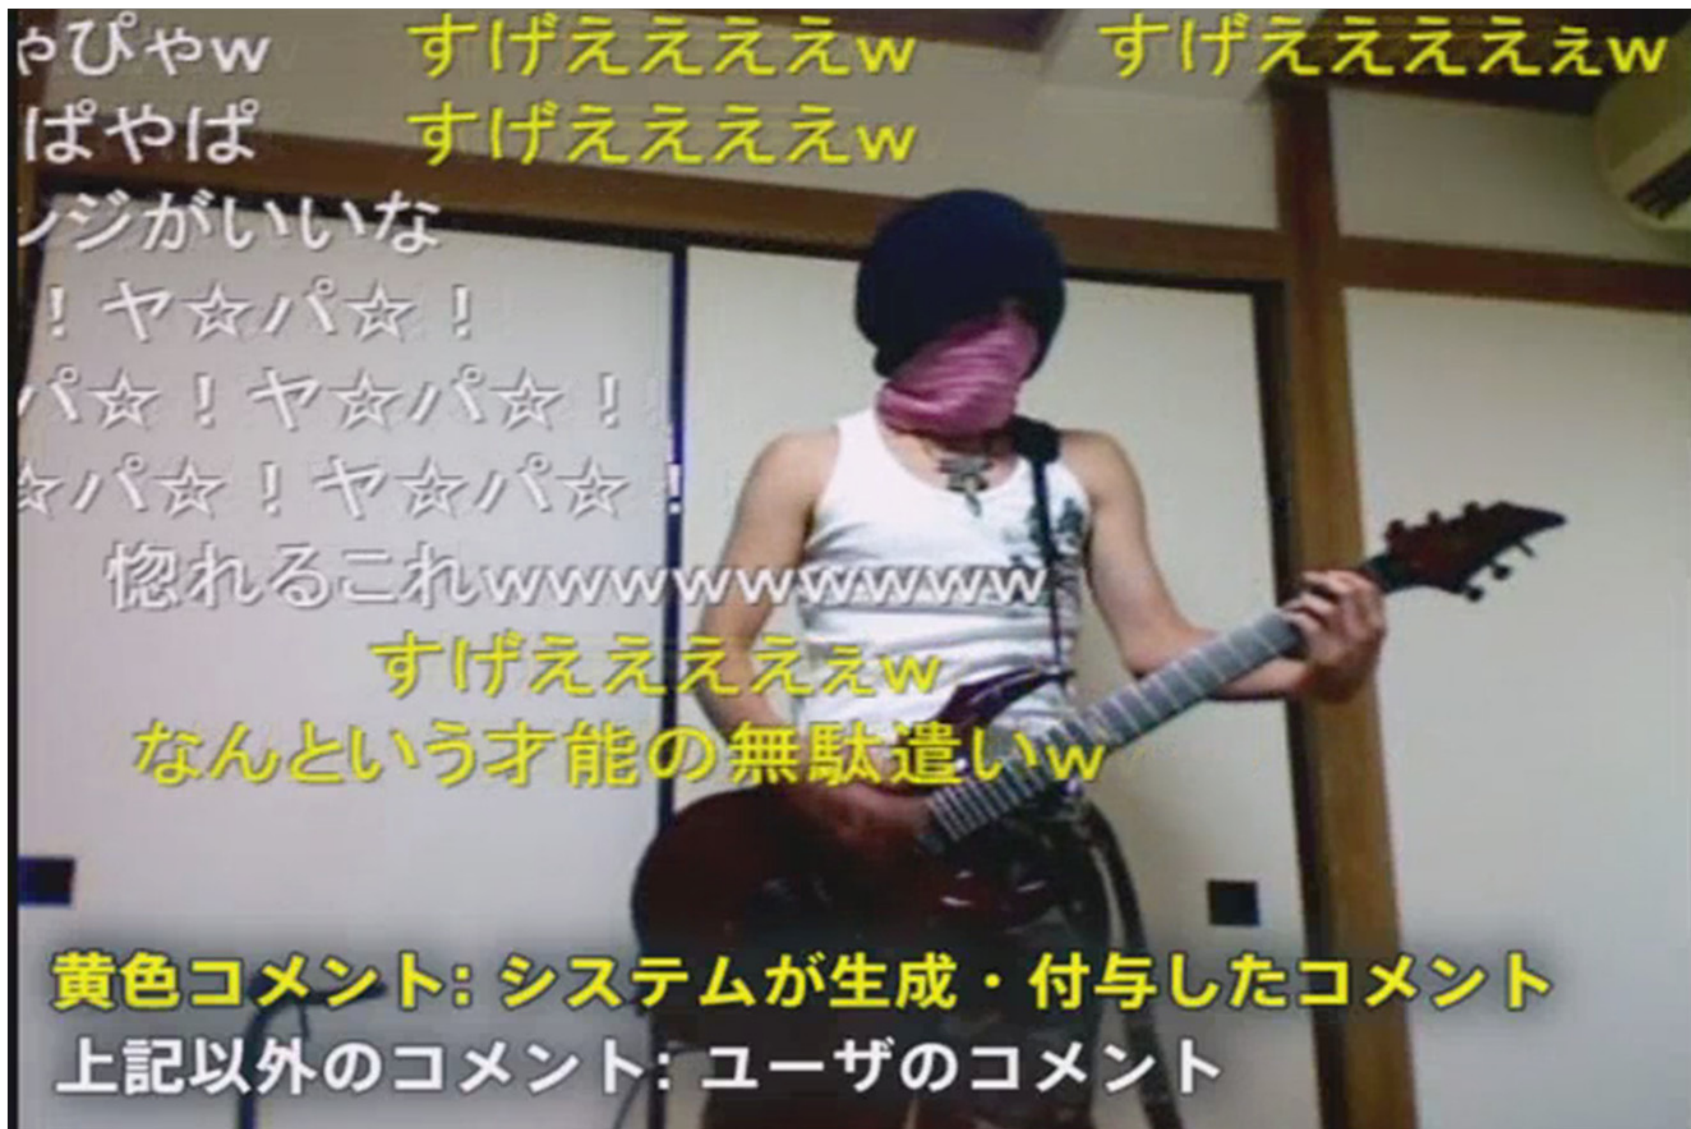 ゃぴゃw すげええええw すげえええええぇw
ぱやぱ すげええええw
ンジがいいな
！ヤ☆パ☆！
パ☆！ヤ☆パ☆！
☆パ☆！ヤ☆パ☆！
惚れるこれwwwwwwwww
すげええええぇw
なんという才能の無駄遣いw
黄色コメント: システムが生成・付与したコメント
上記以外のコメント: ユーザのコメント